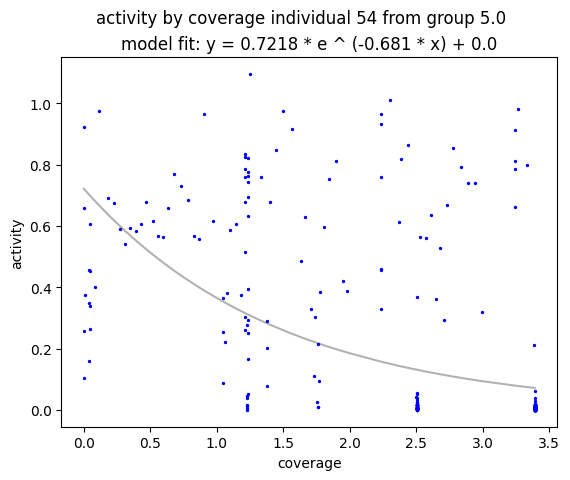 activity by coverage individual 54 from group 5.0
model fit: y = 0.7218 * e ^ (-0.681 * x) + 0.0
activity
1.0
0.8
0.6
0.4
0.2
0.0
0.0 0.5 1.0 1.5 2.0 2.5 3.0 3.5
coverage